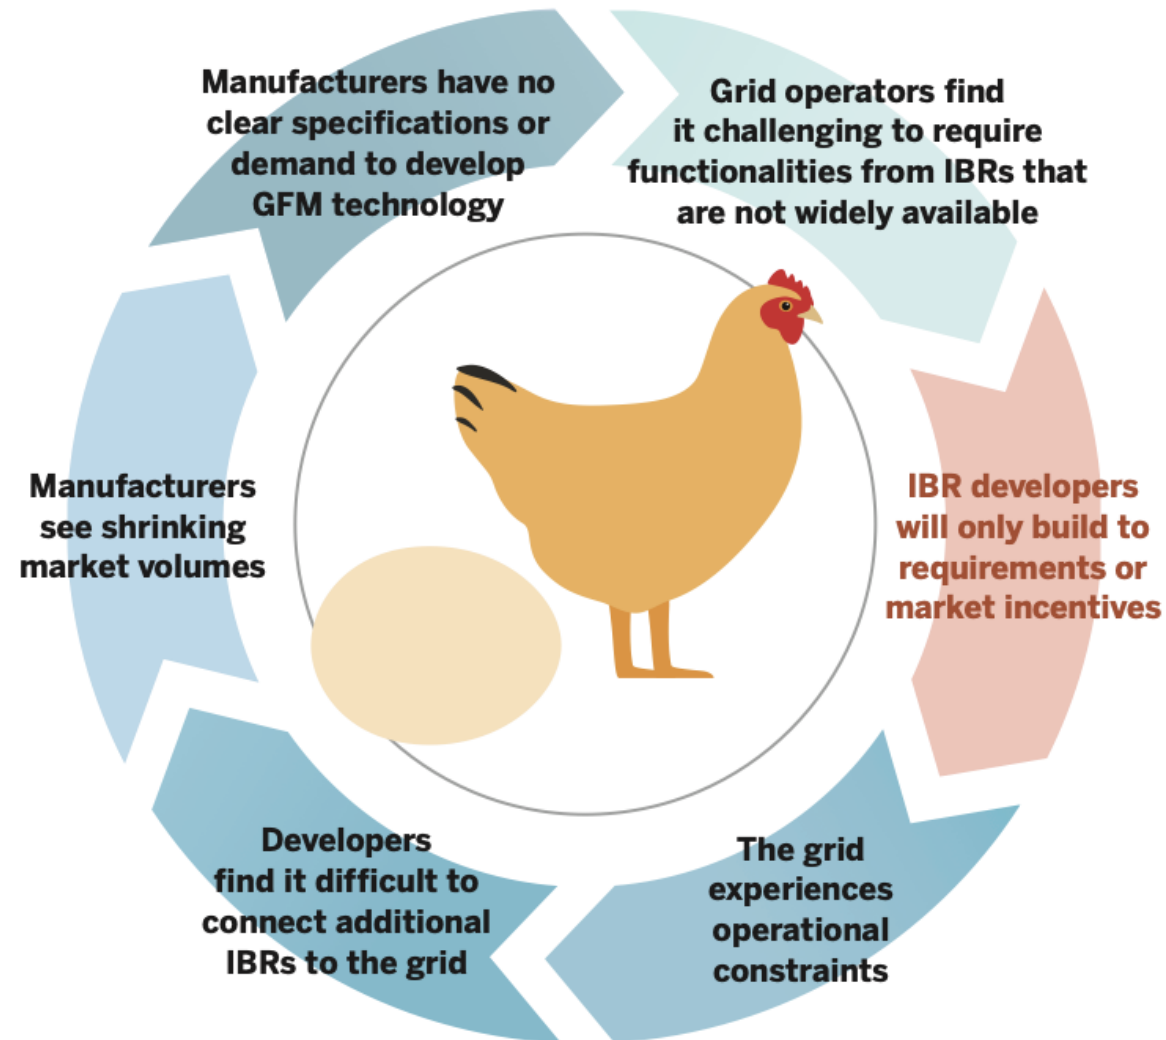 Manufacturers have no
clear specifications or
demand to develop
GFM technology
Grid operators find
it challenging to require
functionalities from IBRs that
are not widely available
IBR developers
will only build to
requirements or
market incentives
The grid
experiences
operational
constraints
Developers
find it difficult to
connect additional
IBRs to the grid
Manufacturers
see shrinking
market volumes